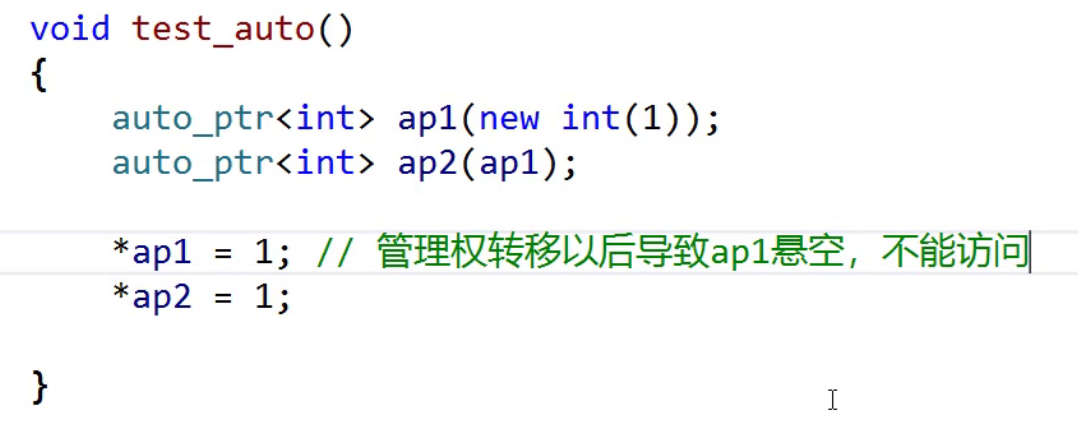 void test_auto()
{
    auto_ptr<int> ap1(new int(1));
    auto_ptr<int> ap2(ap1);
    *ap1 = 1; // 管理权转移以后导致ap1悬空，不能访问
    *ap2 = 1;
}